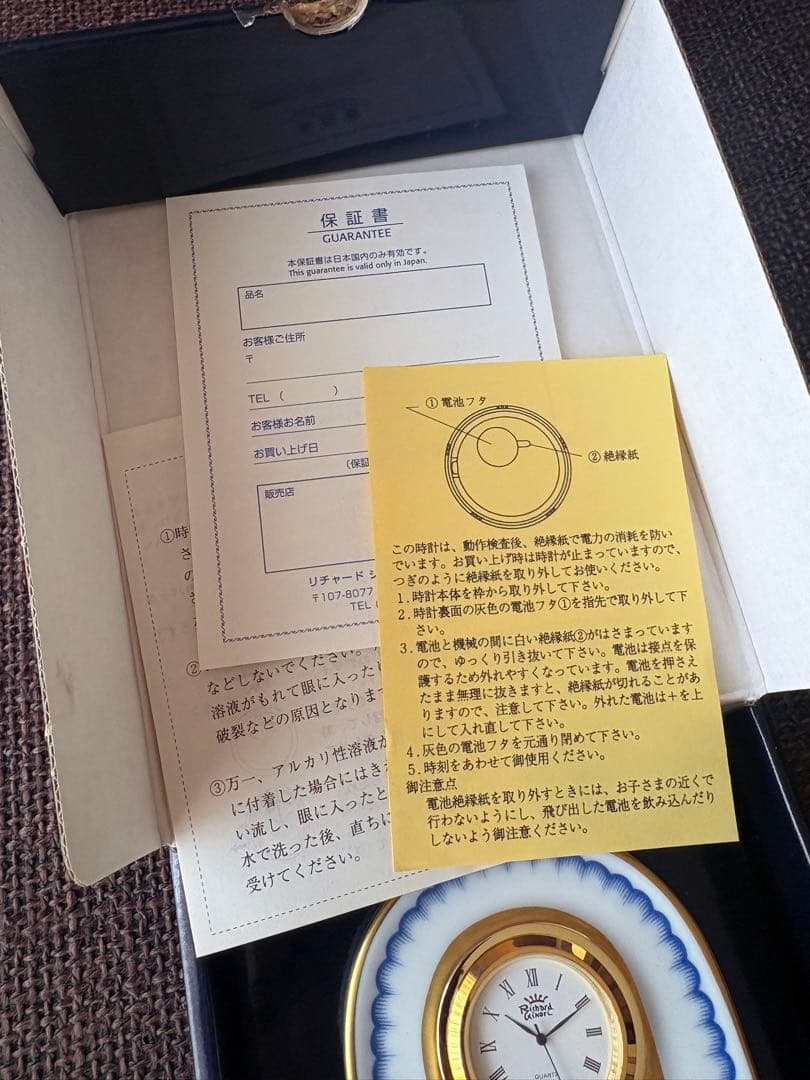 保証書
GUARANTEE
本保証書は日本国内のみ有効です。
This guarantee is valid only in Japan.
品名
お客様ご住所
〒
TEL ( )
お客様お名前
お買い上げ日
(保証
販売店
リチャード ジ
〒107-8077
TEL (
①電池フタ
②絶縁紙
この時計は、動作検査後、絶縁紙で電力の消耗を防い
でいます。お買い上げ時は時計が止まっていますので、
つぎのように絶縁紙を取り外してお使いください。
1．時計本体を枠から取り外して下さい。
2．時計裏面の灰色の電池フタ①を指先で取り外して下
さい。
3．電池と機械の間に白い絶縁紙②がはさまっています
ので、ゆっくり引き抜いて下さい。電池は接点を保
護するため外れやすくなっています。電池を押さえ
たまま無理に抜きますと、絶縁紙が切れることがあ
りますので、注意して下さい。外れた電池は＋を上
にして入れ直して下さい。
4．灰色の電池フタを元通り閉めて下さい。
5．時刻をあわせて御使用ください。
御注意点
電池絶縁紙を取り外すときには、お子さまの近くで
行わないようにし、飛び出した電池を飲み込んだり
しないよう御注意ください。
①時
さ
の
②
などしないでください。
溶液がもれて眼に入ったり
破裂などの原因となりま
③万一、アルカリ性溶液が
に付着した場合にはき
い流し、眼に入ったと
水で洗った後、直ちに
受けてください。
XII
I
II
III
IIII
VIII
IX
X
Richard
Ginori
QUARTZ